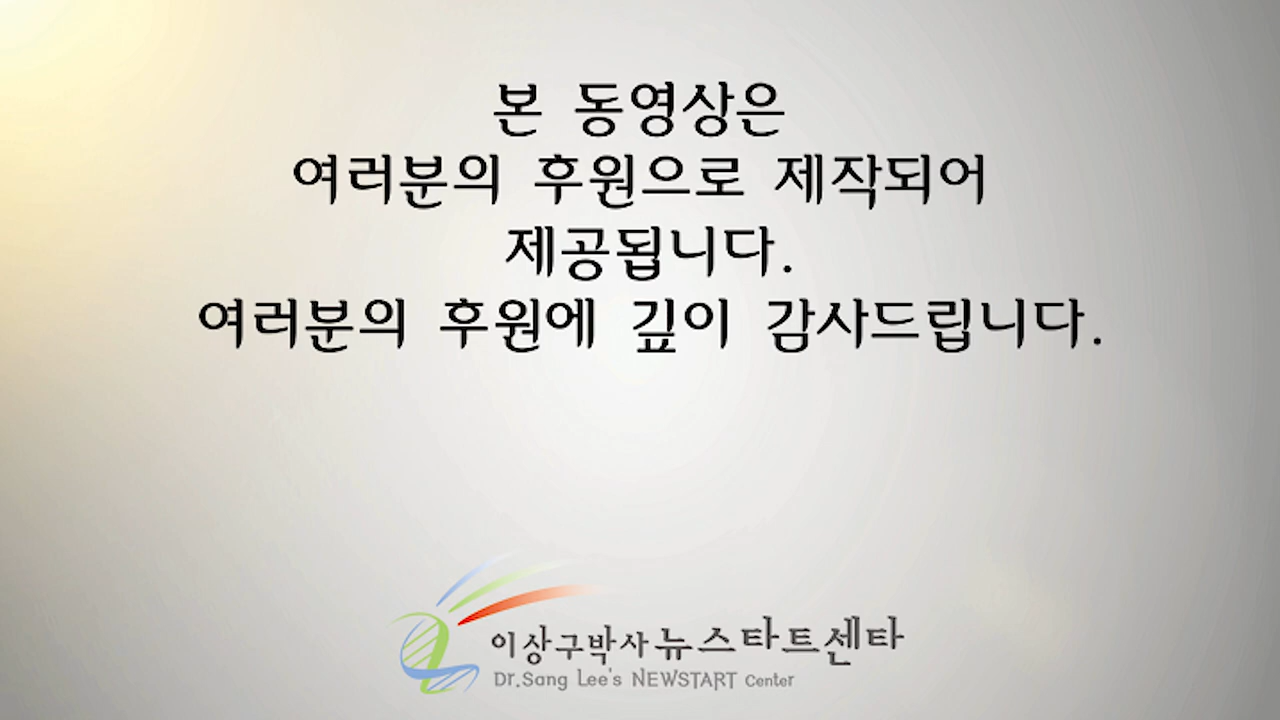 본 동영상은
여러분의 후원으로 제작되어
제공됩니다.
여러분의 후원에 깊이 감사드립니다.
이상구박사 뉴스타트센타
Dr.Sang Lee's NEWSTART Center